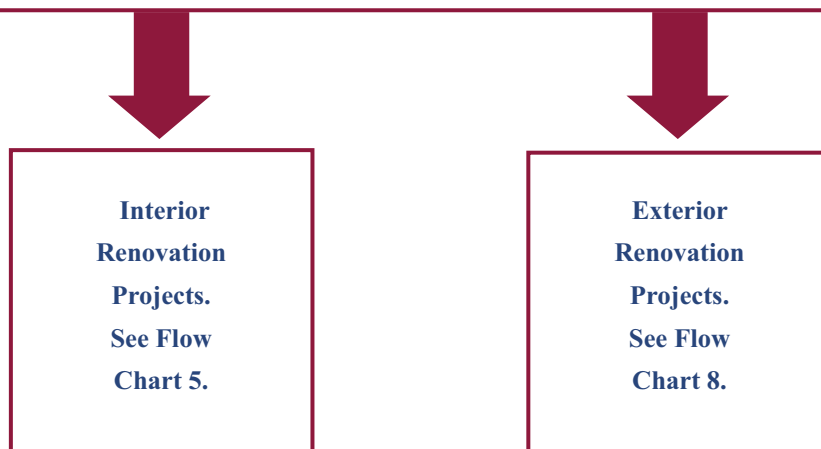 Interior
Renovation
Projects.
See Flow
Chart 5.
Exterior
Renovation
Projects.
See Flow
Chart 8.